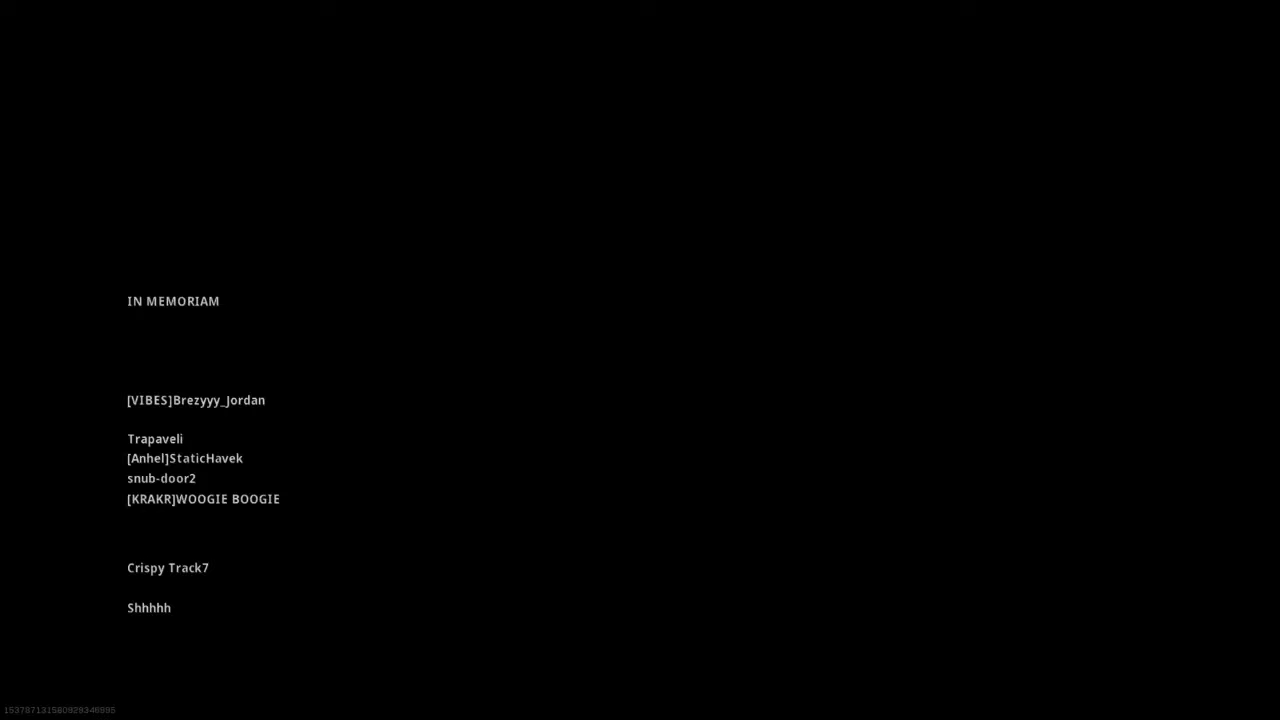 IN MEMORIAM
[VIBES]Brezyyy_Jordan
Trapaveli
[Anhel]StaticHavek
snub-door2
[KRAKR]WOOGIE BOOGIE
Crispy Track7
Shhhhh